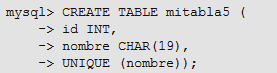 mysql> CREATE TABLE mitabla5 (
-> id INT,
-> nombre CHAR(19),
-> UNIQUE (nombre));